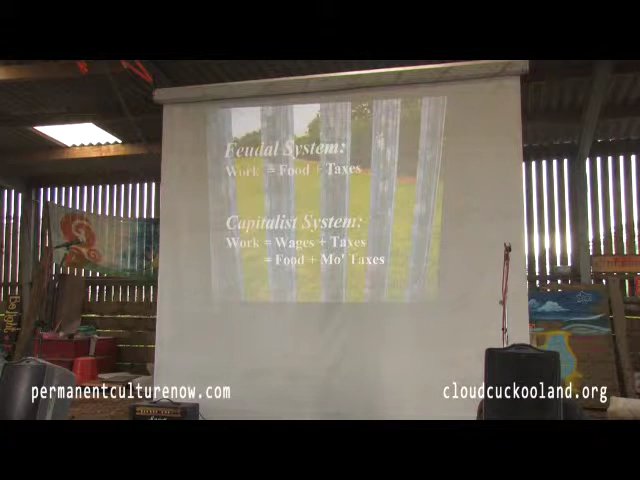 Feudal System:
Work = Food + Taxes
Capitalist System:
Work = Wages + Taxes
= Food + Mo' Taxes
permanentculturenow.com
cloudcuckooland.org